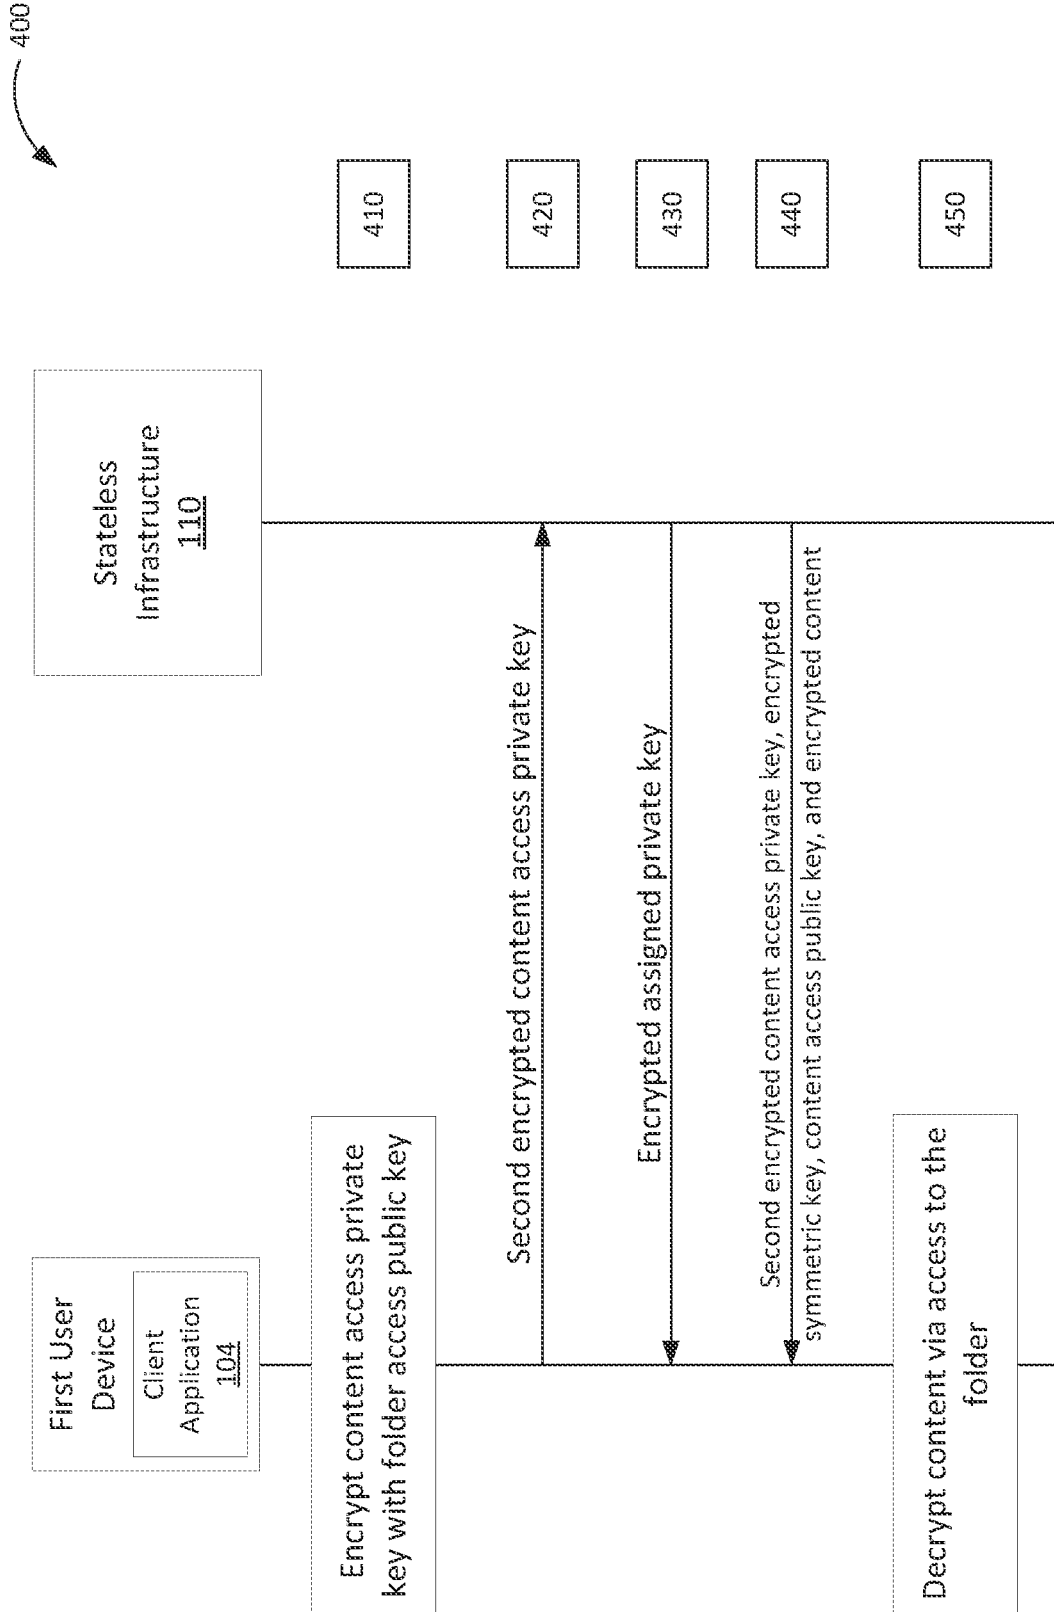 400
First User
Device
Client
Application
104
Stateless
Infrastructure
110
Encrypt content access private
key with folder access public key
410
Second encrypted content access private key
420
Encrypted assigned private key
430
Second encrypted content access private key, encrypted
symmetric key, content access public key, and encrypted content
440
Decrypt content via access to the
folder
450